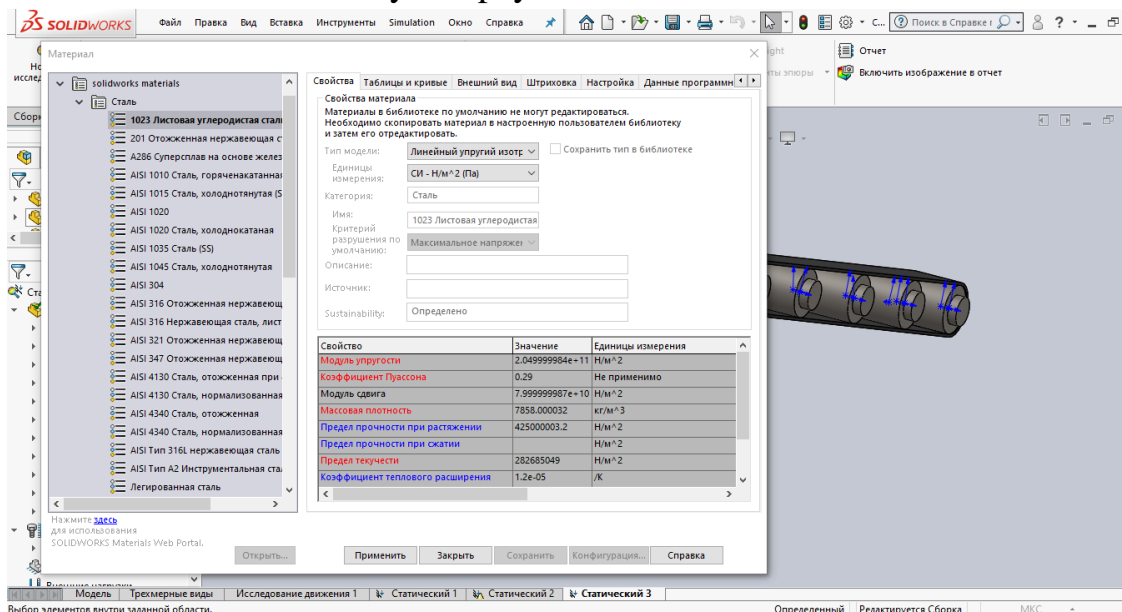 SOLIDWORKS Файл Правка Вид Вставка Инструменты Simulation Окно Справка С... Поиск в Справке
Материал
Отчет
Включить изображение в отчет
solidworks materials
Сталь
1023 Листовая углеродистая стал
201 Отожженная нержавеющая с
A286 Суперсплав на основе желез
AISI 1010 Сталь, горяченакатанная
AISI 1015 Сталь, холоднотянутая (S
AISI 1020
AISI 1020 Сталь, холоднокатаная
AISI 1035 Сталь (SS)
AISI 1045 Сталь, холоднотянутая
AISI 304
AISI 316 Отожженная нержавеющ
AISI 316 Нержавеющая сталь, лист
AISI 321 Отожженная нержавеющ
AISI 347 Отожженная нержавеющ
AISI 4130 Сталь, отожженная при
AISI 4130 Сталь, нормализованная
AISI 4340 Сталь, отожженная
AISI 4340 Сталь, нормализованная
AISI Тип 316L нержавеющая сталь
AISI Тип A2 Инструментальная ста
Легированная сталь
Нажмите здесь
для использования
SOLIDWORKS Materials Web Portal.
Открыть...
Свойства Таблицы и кривые Внешний вид Штриховка Настройка Данные программн
Свойства материала
Материалы в библиотеке по умолчанию не могут редактироваться.
Необходимо скопировать материал в настроенную пользователем библиотеку
и затем его отредактировать.
Тип модели: Линейный упругий изотр Сохранить тип в библиотеке
Единицы измерения: СИ - Н/м^2 (Па)
Категория: Сталь
Имя: 1023 Листовая углеродистая
Критерий разрушения по умолчанию: Максимальное напряжен
Описание:
Источник:
Sustainability: Определено
Свойство Значение Единицы измерения
Модуль упругости 2.049999984e+11 Н/м^2
Коэффициент Пуассона 0.29 Не применимо
Модуль сдвига 7.999999987e+10 Н/м^2
Массовая плотность 7858.000032 кг/м^3
Предел прочности при растяжении 425000003.2 Н/м^2
Предел прочности при сжатии Н/м^2
Предел текучести 282685049 Н/м^2
Коэффициент теплового расширения 1.2e-05 /K
Применить Закрыть Сохранить Конфигурация... Справка
Модель Трехмерные виды Исследование движения 1 Статический 1 Статический 2 Статический 3
Выбор элементов внутри заданной области. Определенный Редактируется Сборка МКС